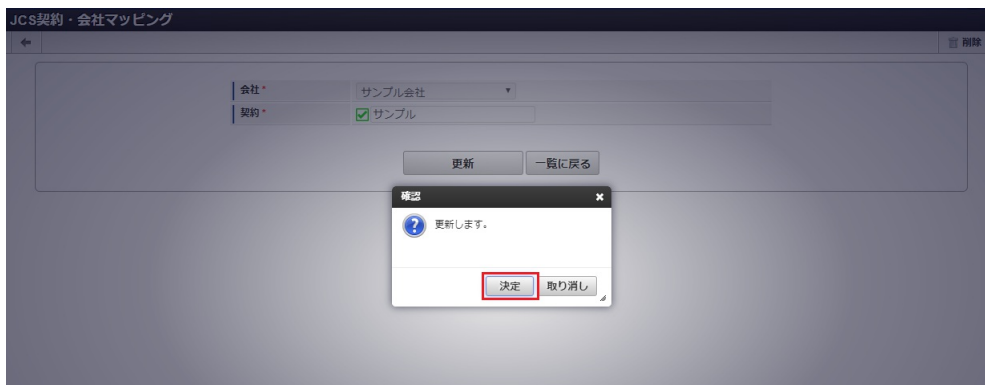 JCS契約・会社マッピング
削除
会社 *
サンプル会社
契約 *
サンプル
更新
一覧に戻る
確認
更新します。
決定
取り消し